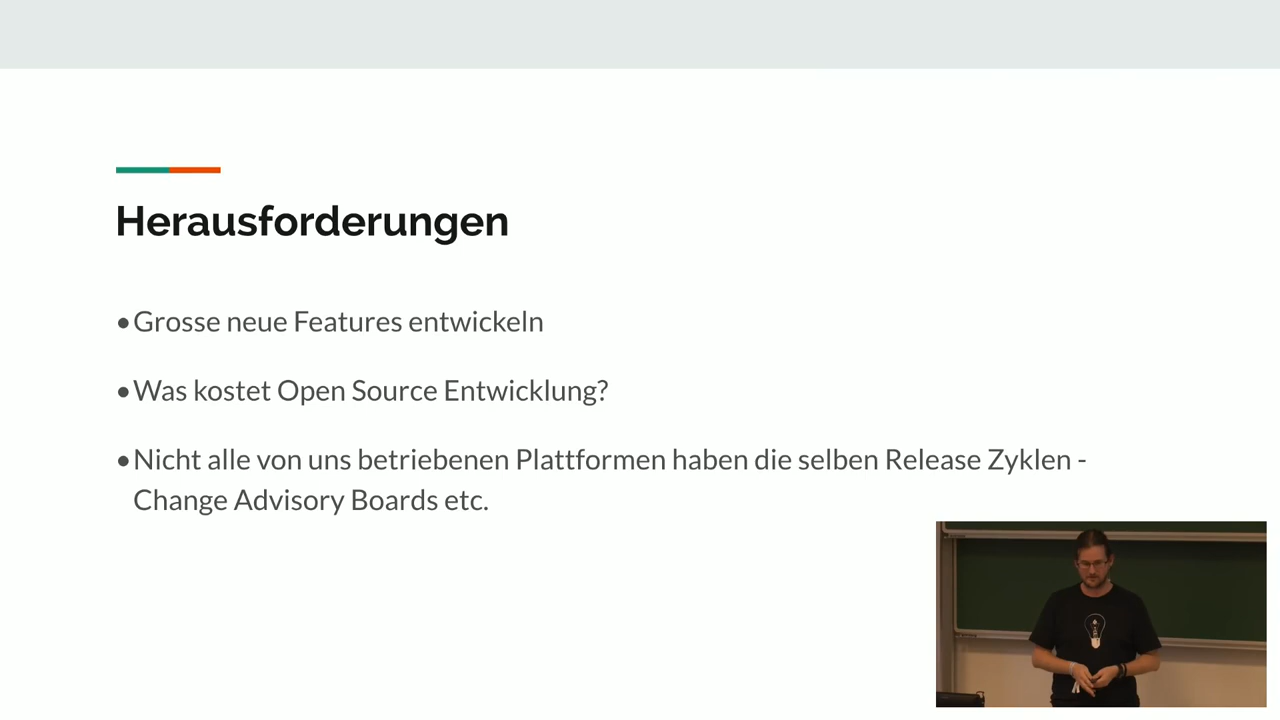 Herausforderungen
•Grosse neue Features entwickeln
•Was kostet Open Source Entwicklung?
•Nicht alle von uns betriebenen Plattformen haben die selben Release Zyklen -
Change Advisory Boards etc.